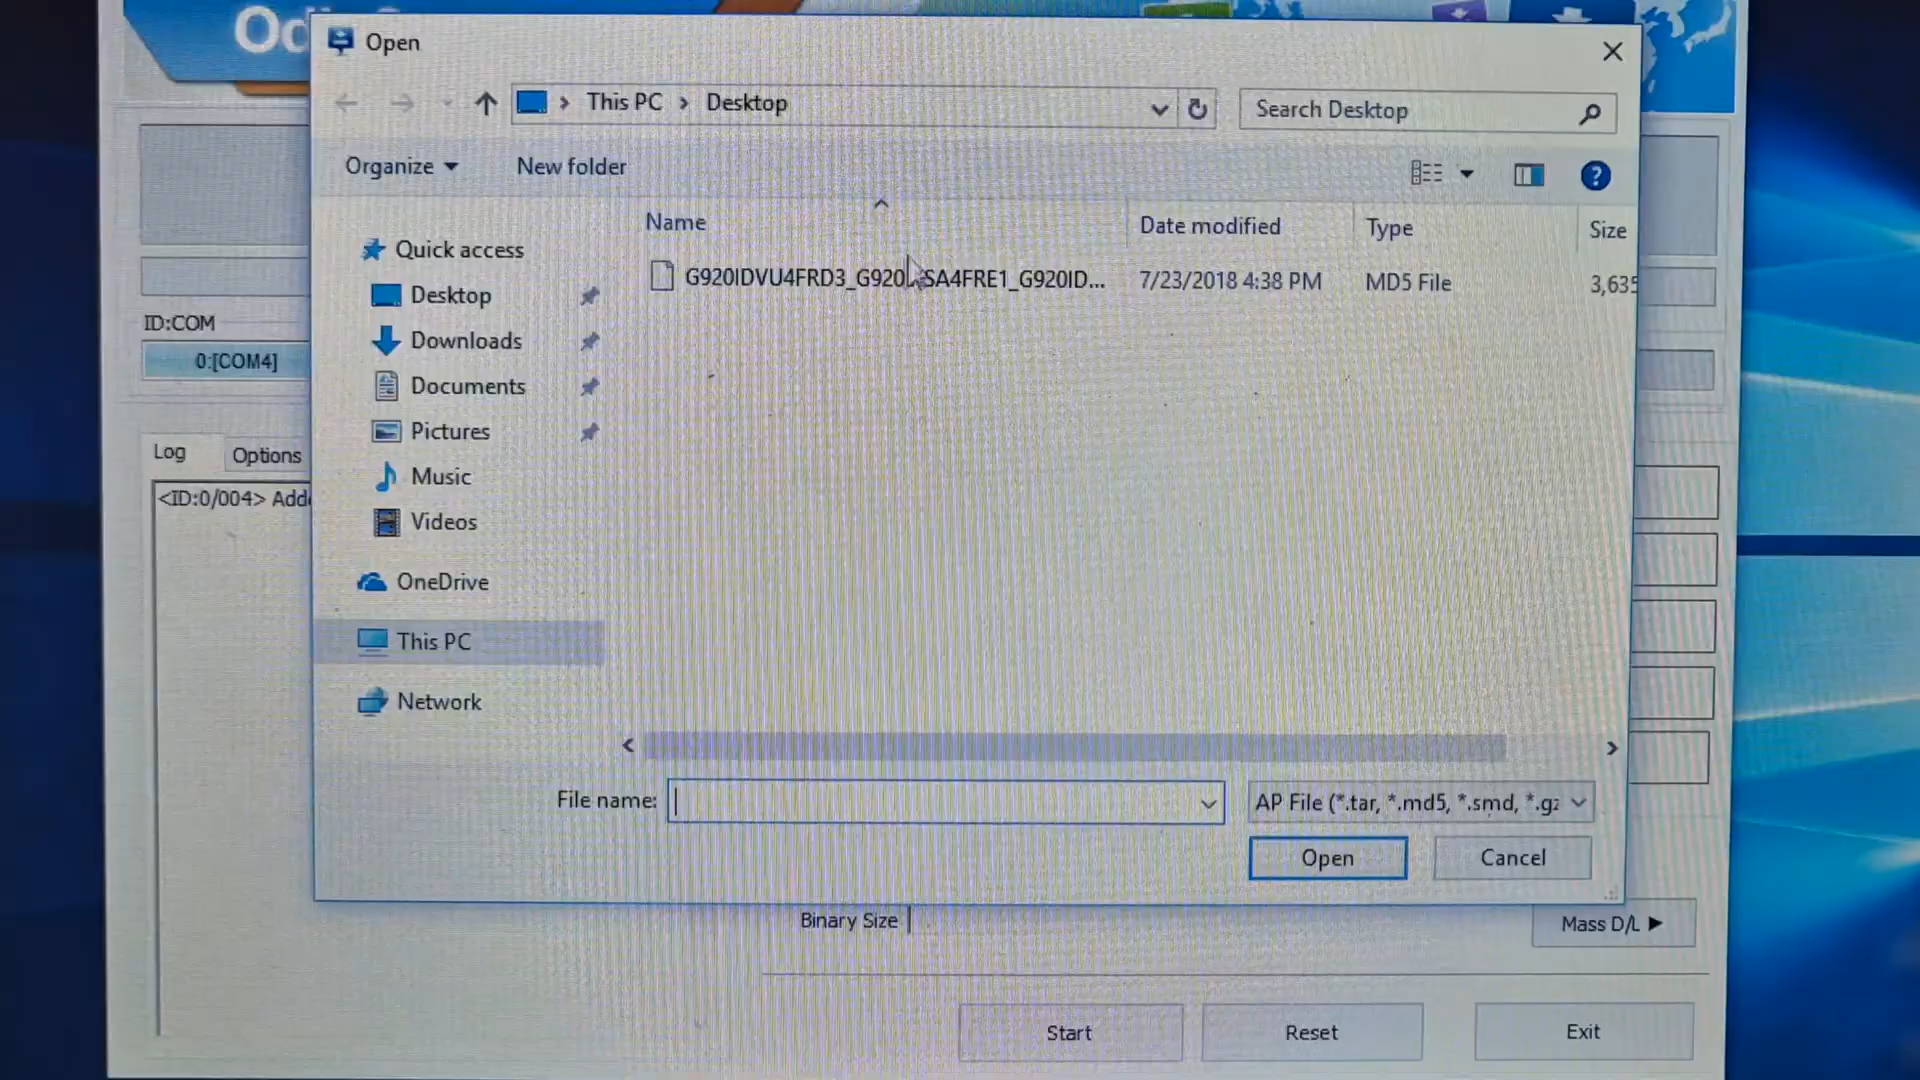 Open
This PC > Desktop
Search Desktop
Organize
New folder
Name
Date modified
Type
Size
G920IDVU4FRD3_G920 SA4FRE1_G920ID...
7/23/2018 4:38 PM
MD5 File
3,635
Quick access
Desktop
Downloads
Documents
Pictures
Music
Videos
OneDrive
This PC
Network
ID:COM
0:[COM4]
Log
Options
<ID:0/004> Add
File name:
AP File (*.tar, *.md5, *.smd, *.gz
Open
Cancel
Binary Size
Mass D/L ▶
Start
Reset
Exit